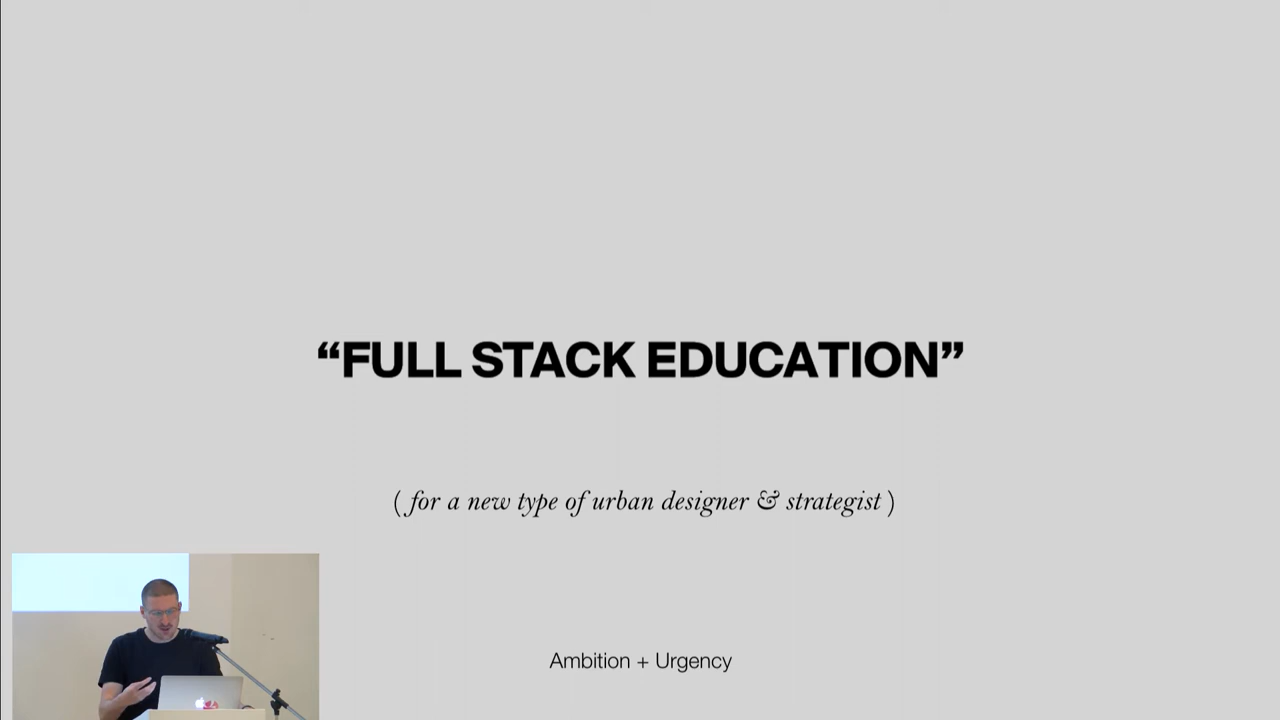 “FULL STACK EDUCATION”
( for a new type of urban designer & strategist )
Ambition + Urgency